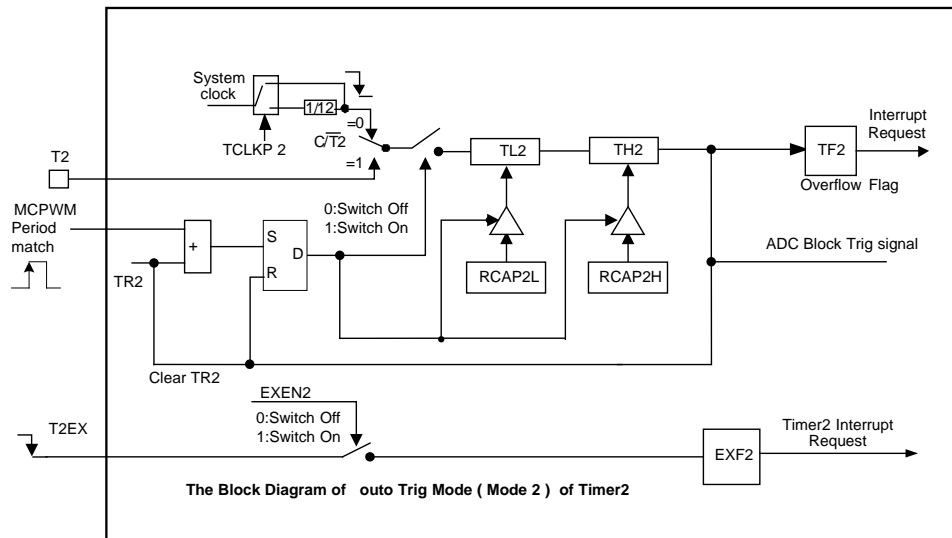 System
clock
1/12
=0
TCLKP 2
C/T2
=1
T2
TL2
TH2
TF2
Overflow Flag
Interrupt
Request
MCPWM
Period
match
0:Switch Off
1:Switch On
+
S
D
R
RCAP2L
RCAP2H
ADC Block Trig signal
TR2
Clear TR2
EXEN2
0:Switch Off
1:Switch On
T2EX
EXF2
Timer2 Interrupt
Request
The Block Diagram of outo Trig Mode ( Mode 2 ) of Timer2